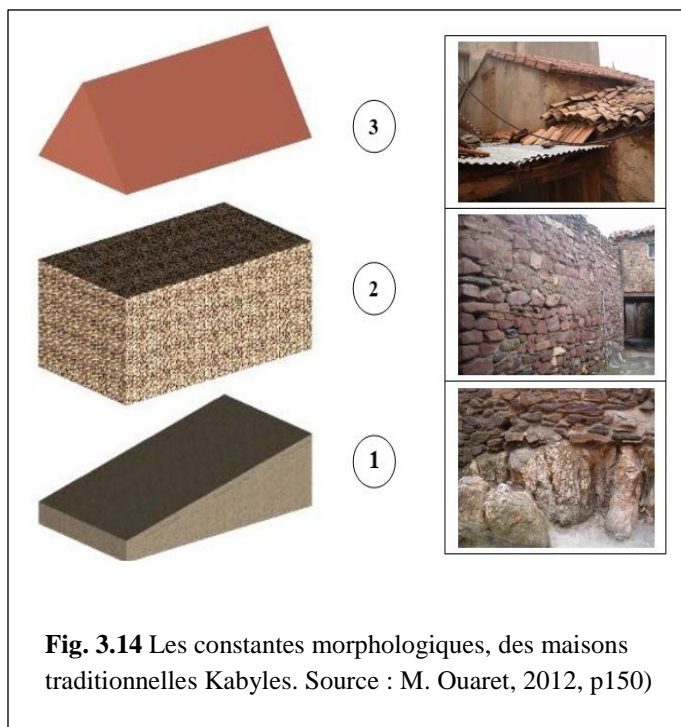 3
2
1
Fig. 3.14 Les constantes morphologiques, des maisons
traditionnelles Kabyles. Source : M. Ouaret, 2012, p150)